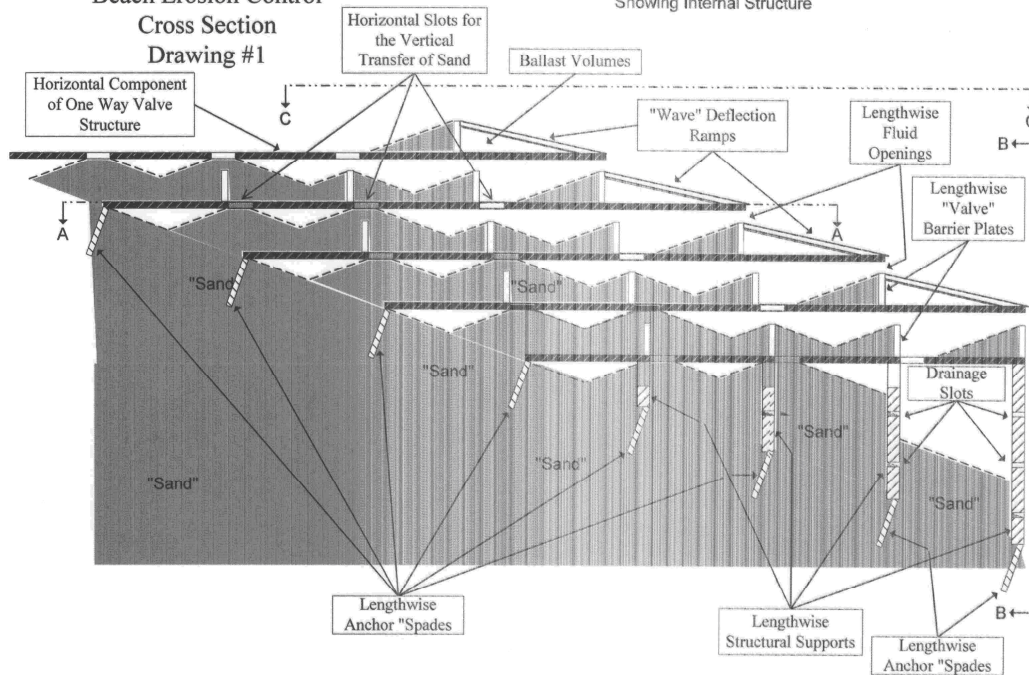 Beach Erosion Control
Cross Section
Drawing #1
Showing Internal Structure
Horizontal Slots for
the Vertical
Transfer of Sand
Ballast Volumes
Horizontal Component
of One Way Valve
Structure
"Wave" Deflection
Ramps
Lengthwise
Fluid
Openings
Lengthwise
"Valve"
Barrier Plates
C
C
B
A
A
"Sand
"Sand"
"Sand"
"Sand"
"Sand"
"Sand"
"Sand"
Drainage
Slots
Lengthwise
Anchor "Spades
Lengthwise
Structural Supports
Lengthwise
Anchor "Spades
B